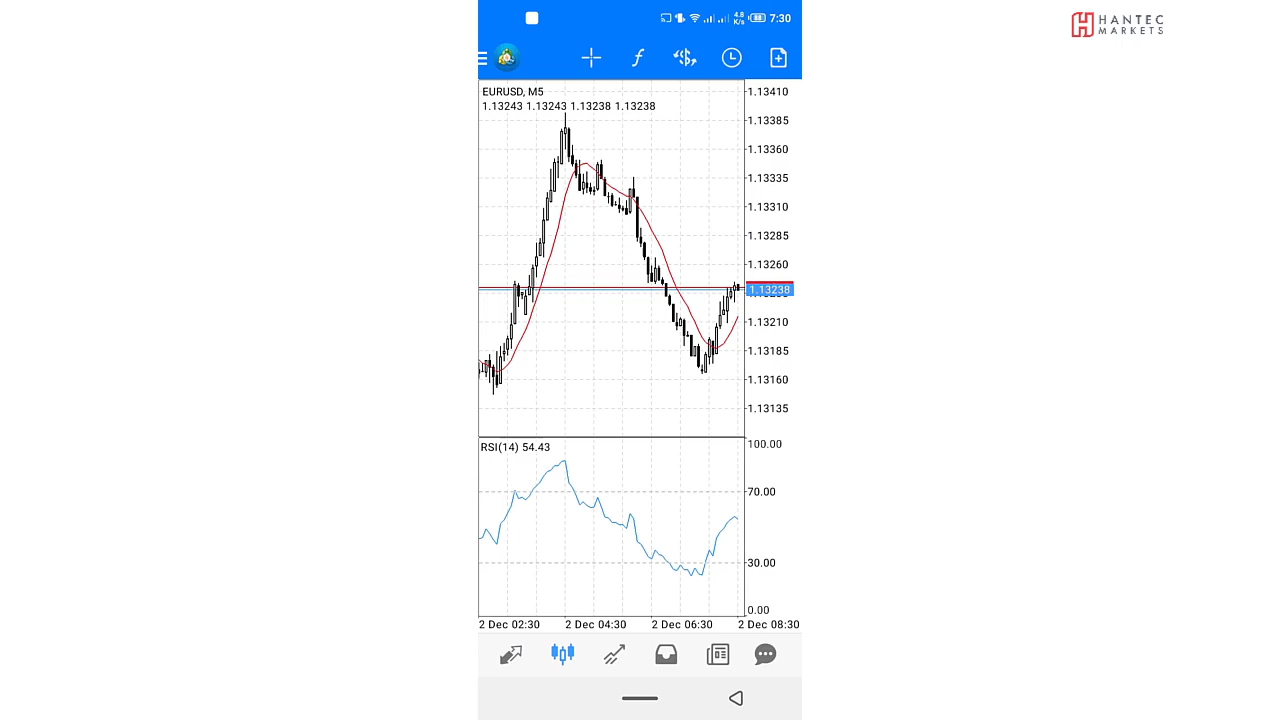 4.8
K/s
88
7:30
HANTEC
MARKETS
EURUSD, M5
1.13243 1.13243 1.13238 1.13238
1.13410
1.13385
1.13360
1.13335
1.13310
1.13285
1.13260
1.13238
1.13210
1.13185
1.13160
1.13135
RSI(14) 54.43
100.00
70.00
30.00
0.00
2 Dec 02:30
2 Dec 04:30
2 Dec 06:30
2 Dec 08:30